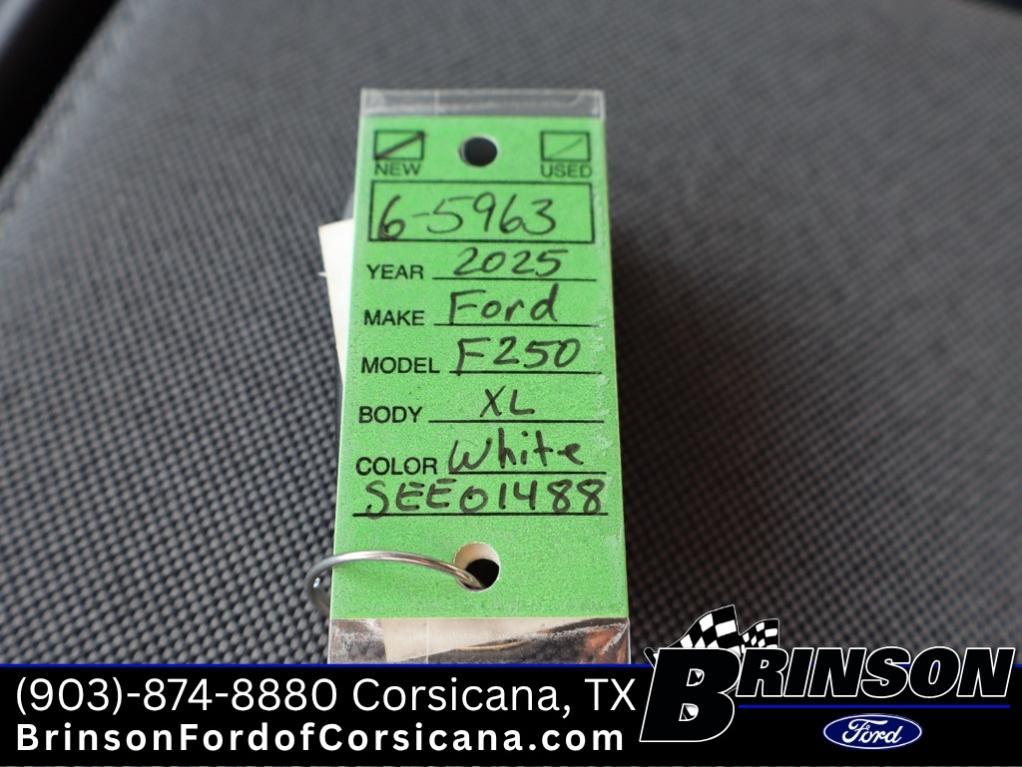 NEW USED
6-5963
YEAR 2025
MAKE Ford
MODEL F250
BODY XL
COLOR White
SEE01488
(903)-874-8880 Corsicana, TX
BrinsonFordofCorsicana.com
BRINSON
Ford